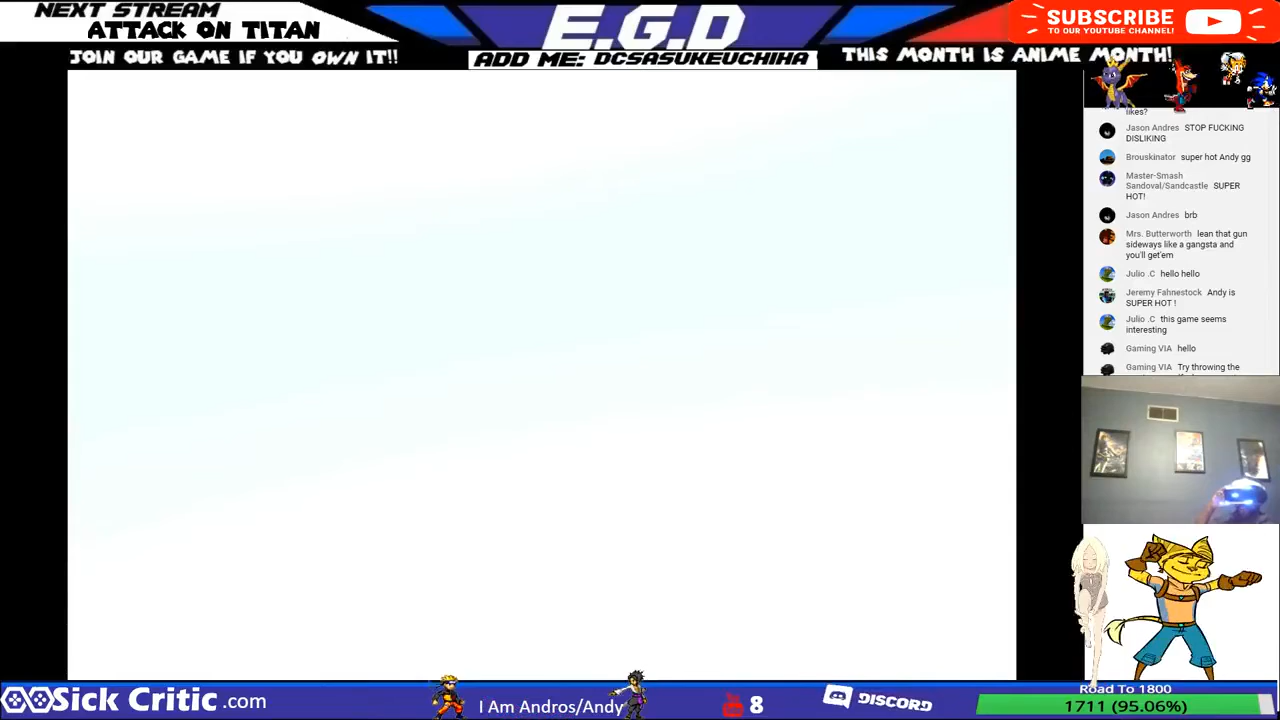 NEXT STREAM
ATTACK ON TITAN
JOIN OUR GAME IF YOU OWN IT!!
E.G.D
ADD ME: DCSASUKEUCHIHA
SUBSCRIBE
TO OUR YOUTUBE CHANNEL!
THIS MONTH IS ANIME MONTH!
likes?
Jason Andres STOP FUCKING
DISLIKING
Brouskinator super hot Andy gg
Master-Smash
Sandoval/Sandcastle SUPER
HOT!
Jason Andres brb
Mrs. Butterworth lean that gun
sideways like a gangsta and
you'll get'em
Julio .C hello hello
Jeremy Fahnestock Andy is
SUPER HOT !
Julio .C this game seems
interesting
Gaming VIA hello
Gaming VIA Try throwing the
Sick Critic.com
I Am Andros/Andy
8
DISCORD
Road To 1800
1711 (95.06%)